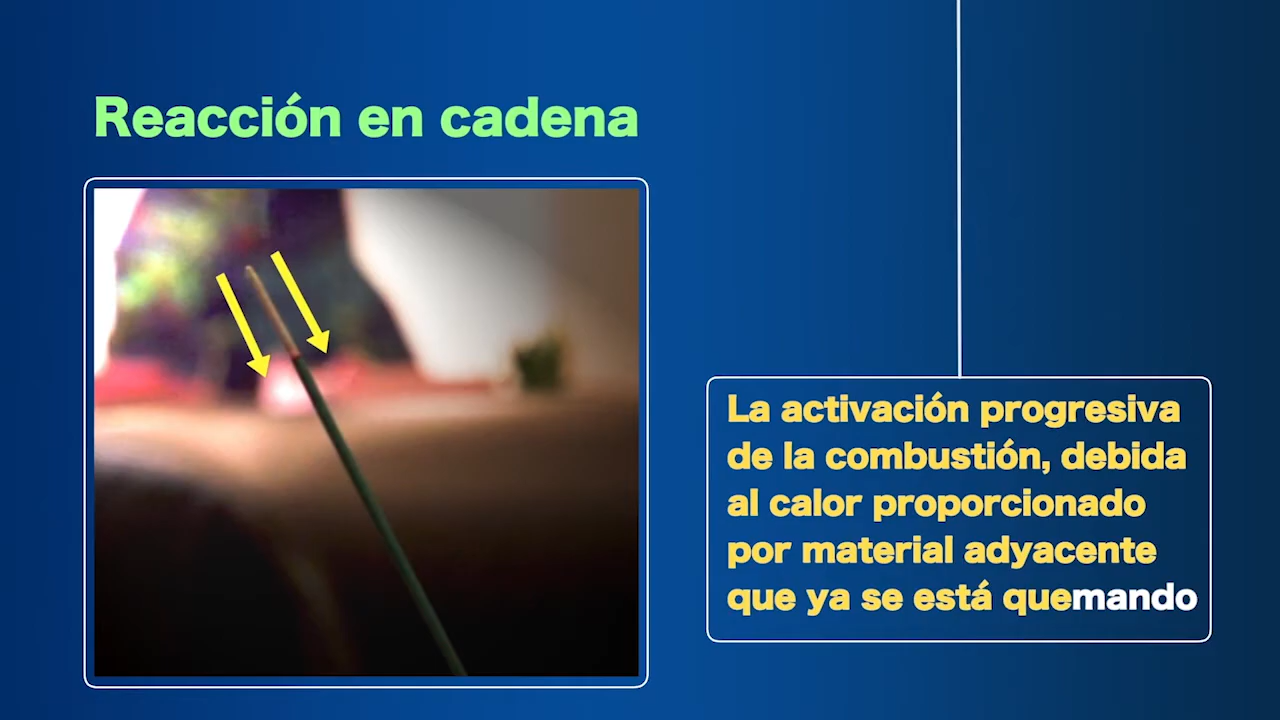 Reacción en cadena
La activación progresiva
de la combustión, debida
al calor proporcionado
por material adyacente
que ya se está quemando